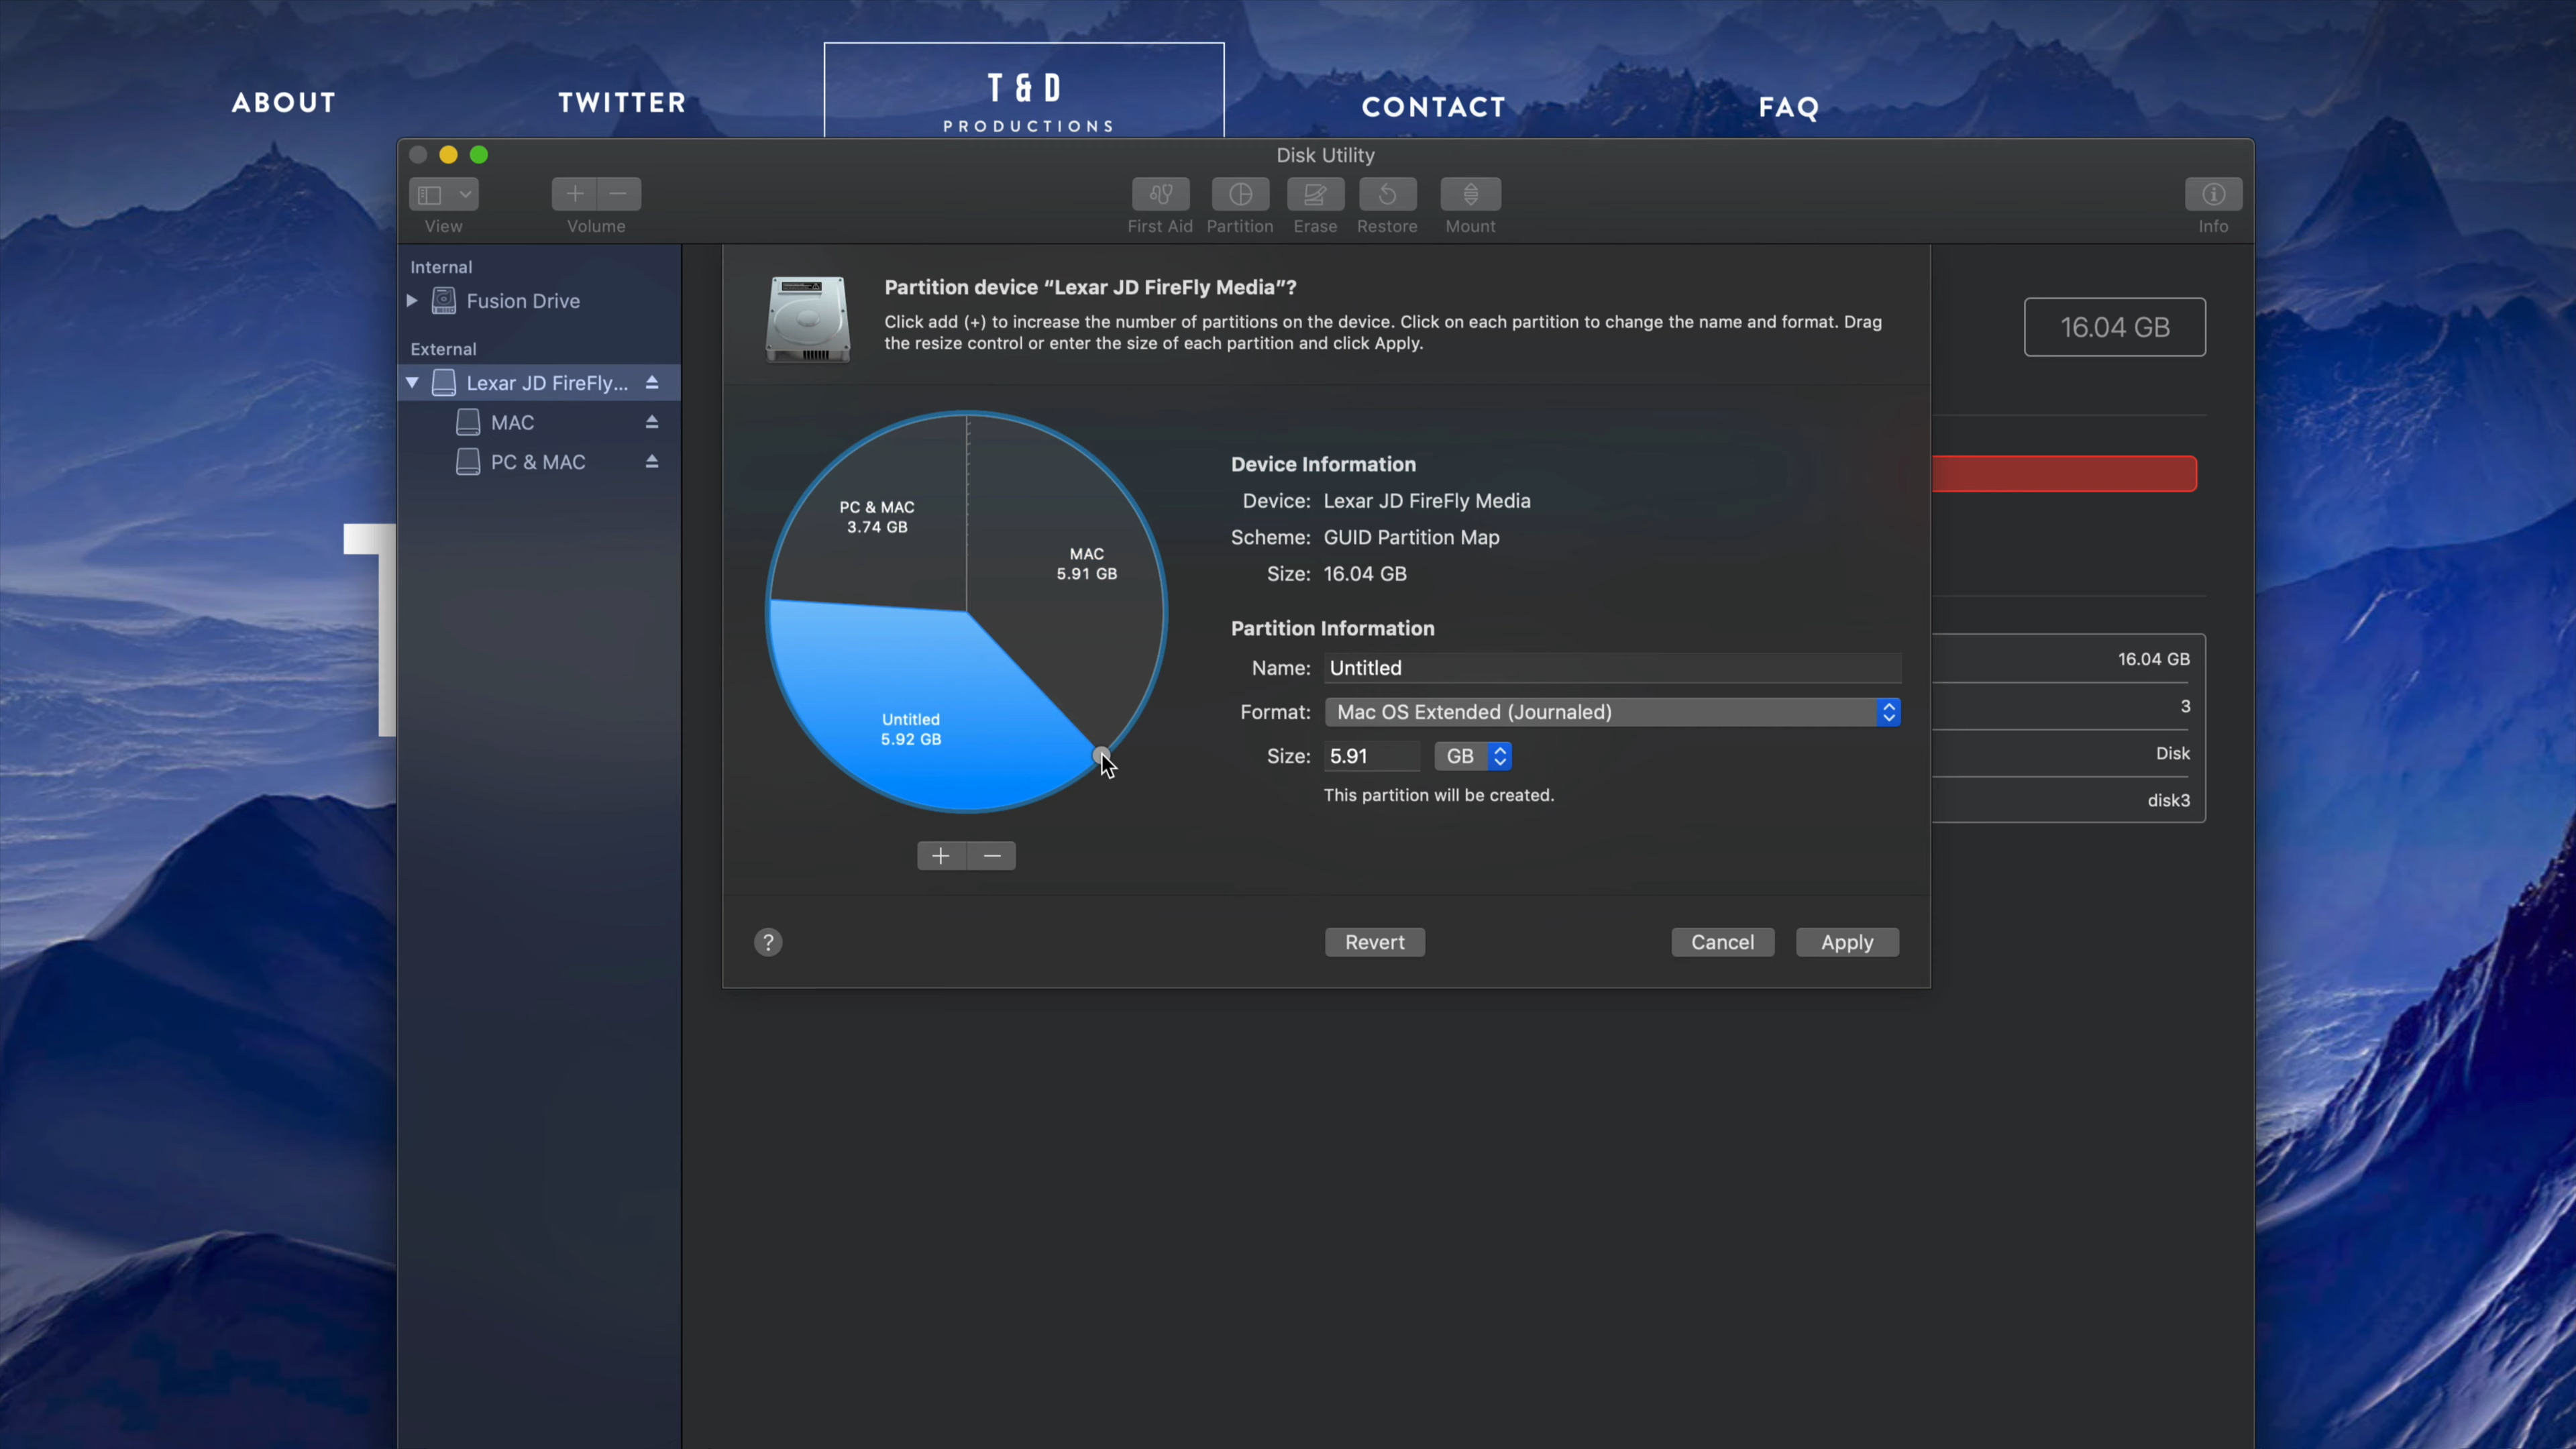 ABOUT
TWITTER
T & D
PRODUCTIONS
CONTACT
FAQ
Disk Utility
View
Volume
First Aid
Partition
Erase
Restore
Mount
Info
Internal
Fusion Drive
External
Lexar JD FireFly...
MAC
PC & MAC
Partition device “Lexar JD FireFly Media”?
Click add (+) to increase the number of partitions on the device. Click on each partition to change the name and format. Drag
the resize control or enter the size of each partition and click Apply.
16.04 GB
PC & MAC
3.74 GB
MAC
5.91 GB
Untitled
5.92 GB
Device Information
Device: Lexar JD FireFly Media
Scheme: GUID Partition Map
Size: 16.04 GB
Partition Information
Name: Untitled
Format: Mac OS Extended (Journaled)
Size: 5.91 GB
This partition will be created.
16.04 GB
3
Disk
disk3
?
Revert
Cancel
Apply